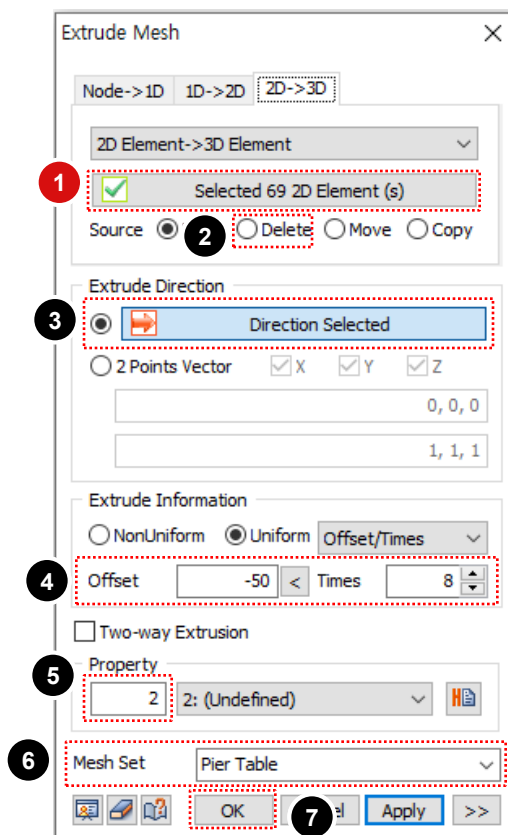 Extrude Mesh
Node->1D 1D->2D 2D->3D
2D Element->3D Element
1 Selected 69 2D Element (s)
Source 2 Delete Move Copy
Extrude Direction
3 Direction Selected
2 Points Vector X Y Z
0, 0, 0
1, 1, 1
Extrude Information
NonUniform Uniform Offset/Times
4 Offset -50 < Times 8
Two-way Extrusion
Property
5 2 2: (Undefined)
6 Mesh Set Pier Table
OK 7 el Apply >>